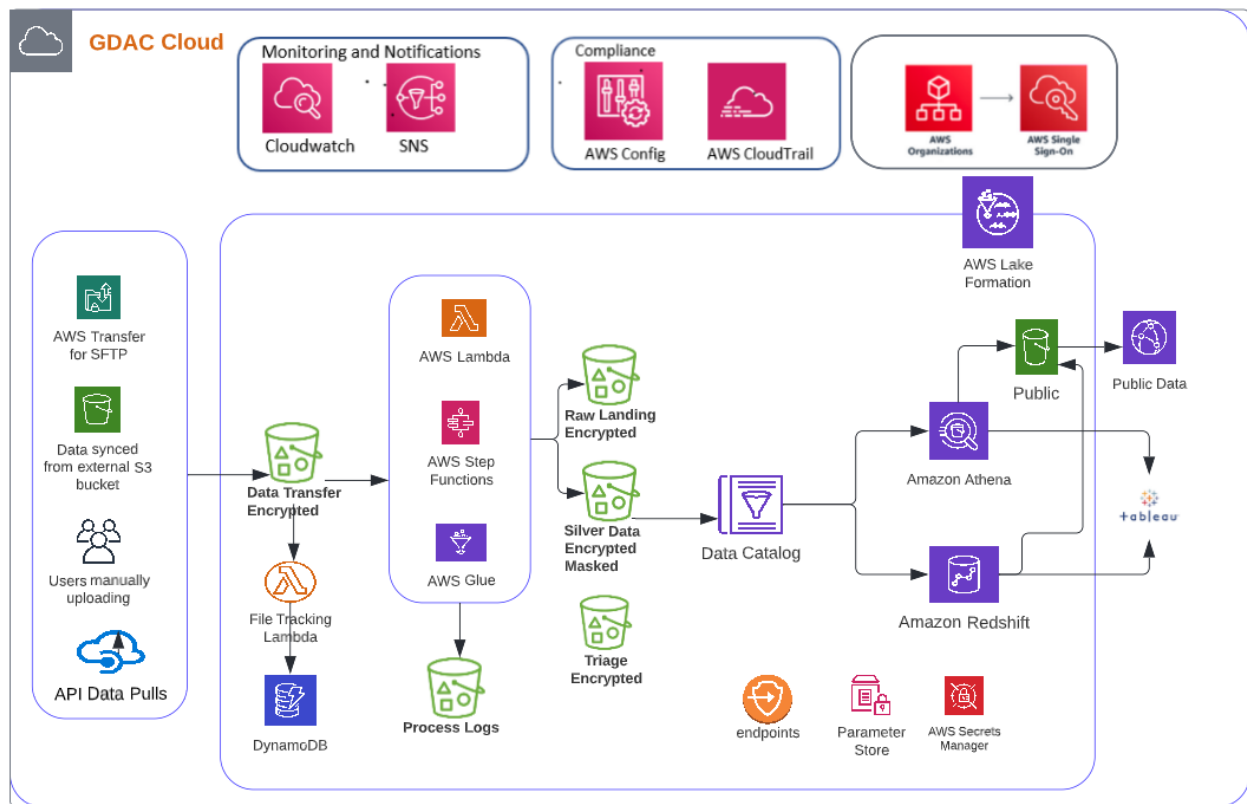 GDAC Cloud
Monitoring and Notifications
Cloudwatch
SNS
Compliance
AWS Config
AWS CloudTrail
AWS
Organizations
AWS Single
Sign-On
AWS Lake
Formation
AWS Transfer
for SFTP
Data synced
from external S3
bucket
Users manually
uploading
API Data Pulls
Data Transfer
Encrypted
File Tracking
Lambda
DynamoDB
AWS Lambda
AWS Step
Functions
AWS Glue
Process Logs
Raw Landing
Encrypted
Silver Data
Encrypted
Masked
Triage
Encrypted
Data Catalog
Amazon Athena
Amazon Redshift
Public
Public Data
+ableau
endpoints
Parameter
Store
AWS Secrets
Manager